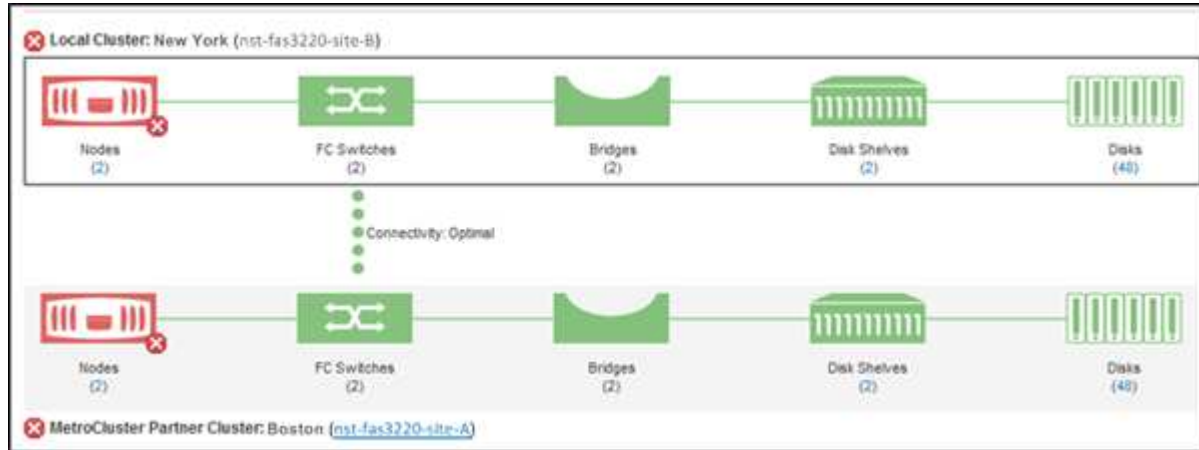 Local Cluster: New York (nst-fas3220-site-B)
Nodes FC Switches Bridges Disk Shelves Disks
(2) (2) (2) (2) (48)
Connectivity: Optimal
Nodes FC Switches Bridges Disk Shelves Disks
(2) (2) (2) (2) (48)
MetroCluster Partner Cluster: Boston (nst-fas3220-site-A)